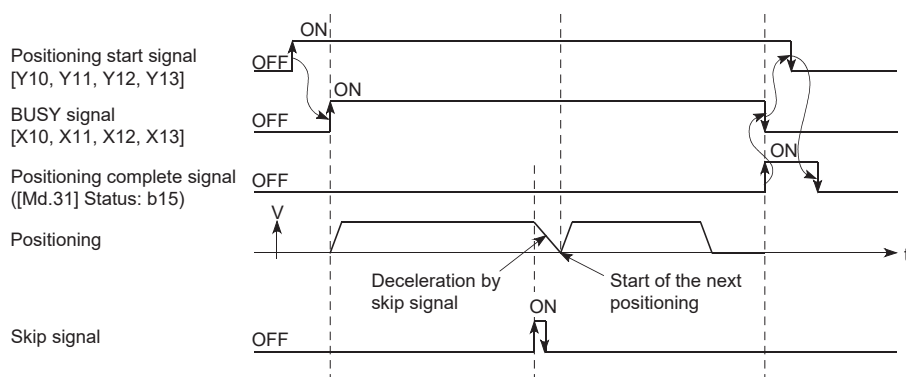 ON
Positioning start signal
[Y10, Y11, Y12, Y13]
OFF
ON
BUSY signal
[X10, X11, X12, X13]
OFF
ON
Positioning complete signal
([Md.31] Status: b15)
OFF
V
Positioning
t
Deceleration by
skip signal
Start of the next
positioning
ON
Skip signal
OFF